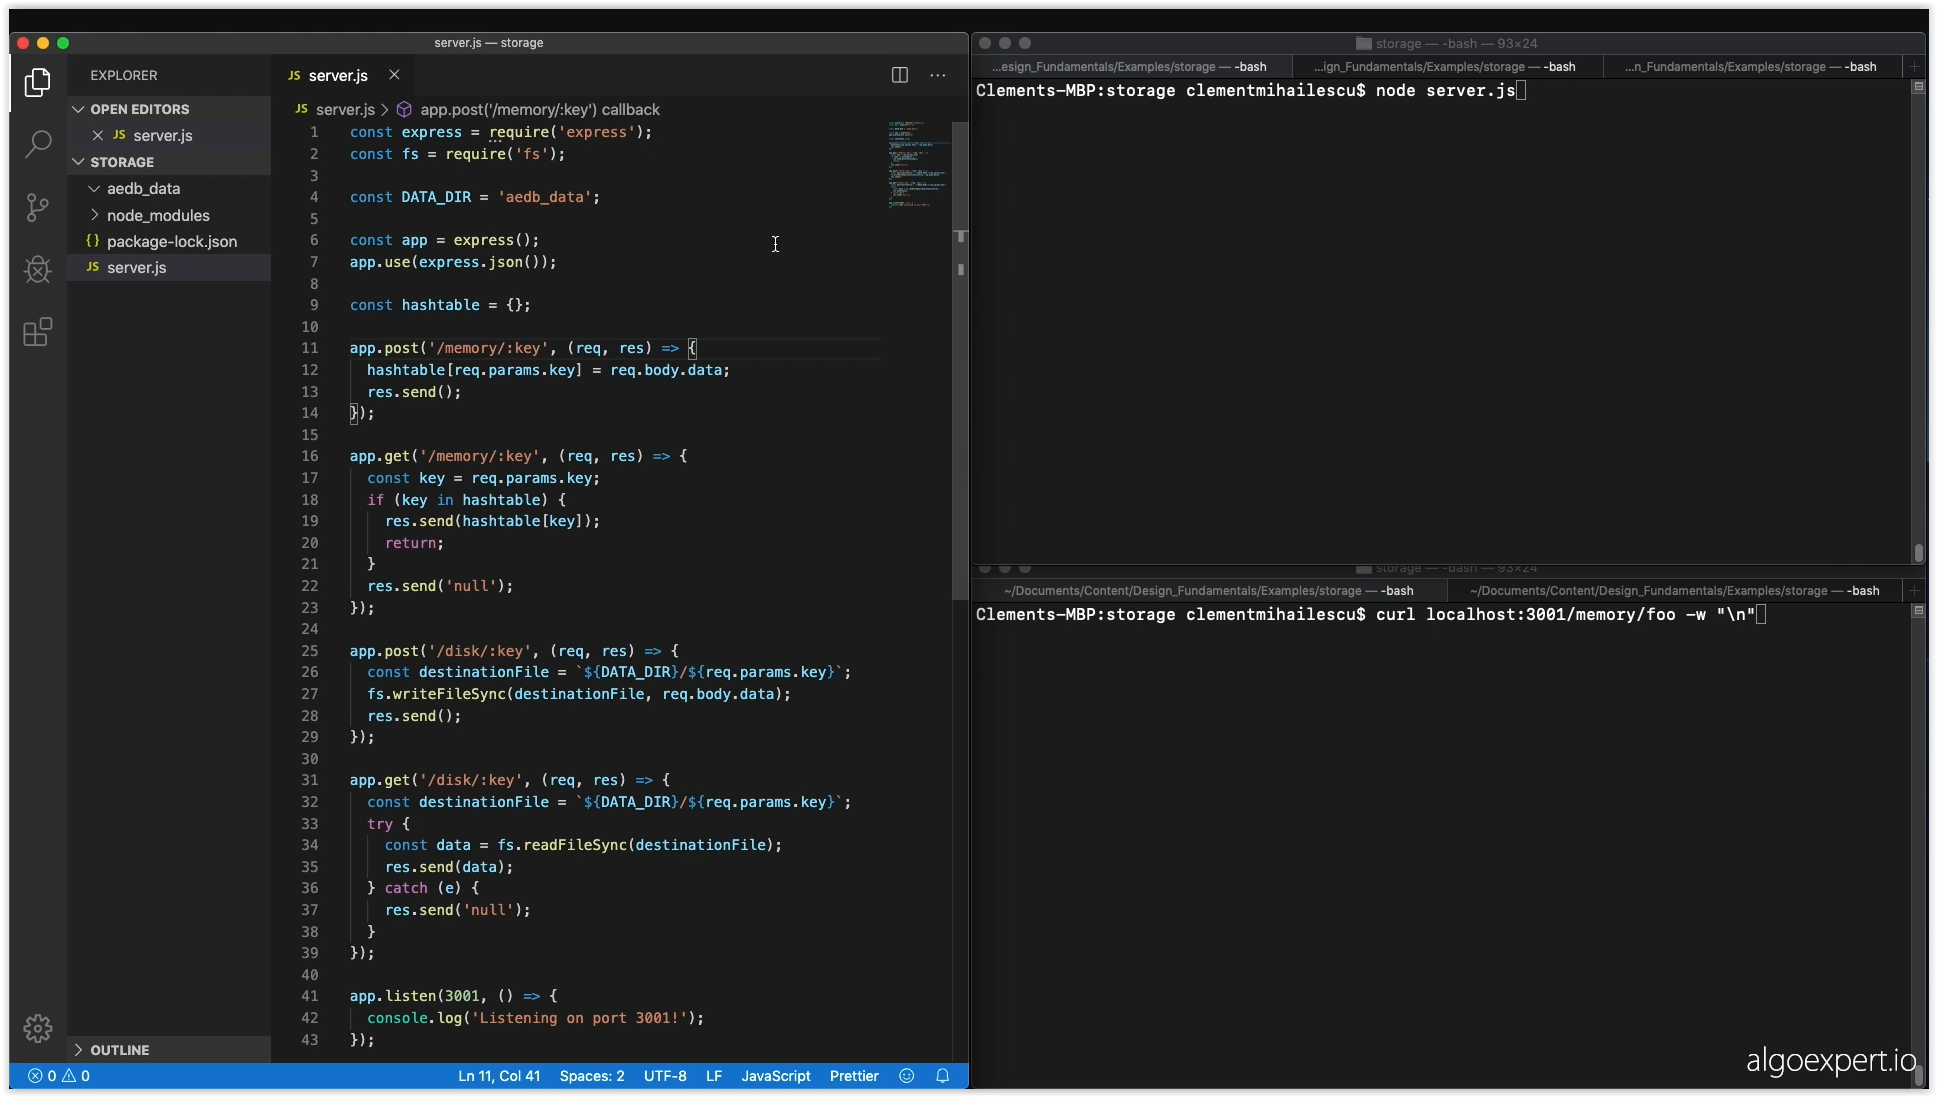 server.js — storage
EXPLORER
OPEN EDITORS
JS server.js
STORAGE
aedb_data
node_modules
{} package-lock.json
JS server.js
OUTLINE
JS server.js
JS server.js > app.post('/memory/:key') callback
1 const express = require('express');
2 const fs = require('fs');
3
4 const DATA_DIR = 'aedb_data';
5
6 const app = express();
7 app.use(express.json());
8
9 const hashtable = {};
10
11 app.post('/memory/:key', (req, res) => {
12 hashtable[req.params.key] = req.body.data;
13 res.send();
14 });
15
16 app.get('/memory/:key', (req, res) => {
17 const key = req.params.key;
18 if (key in hashtable) {
19 res.send(hashtable[key]);
20 return;
21 }
22 res.send('null');
23 });
24
25 app.post('/disk/:key', (req, res) => {
26 const destinationFile = `${DATA_DIR}/${req.params.key}`;
27 fs.writeFileSync(destinationFile, req.body.data);
28 res.send();
29 });
30
31 app.get('/disk/:key', (req, res) => {
32 const destinationFile = `${DATA_DIR}/${req.params.key}`;
33 try {
34 const data = fs.readFileSync(destinationFile);
35 res.send(data);
36 } catch (e) {
37 res.send('null');
38 }
39 });
40
41 app.listen(3001, () => {
42 console.log('Listening on port 3001!');
43 });
0 0
Ln 11, Col 41 Spaces: 2 UTF-8 LF JavaScript Prettier
storage — -bash — 93×24
...esign_Fundamentals/Examples/storage — -bash
...ign_Fundamentals/Examples/storage — -bash
...n_Fundamentals/Examples/storage — -bash
Clements-MBP:storage clementmihailescu$ node server.js
storage — -bash — 93×24
~/Documents/Content/Design_Fundamentals/Examples/storage — -bash
~/Documents/Content/Design_Fundamentals/Examples/storage — -bash
Clements-MBP:storage clementmihailescu$ curl localhost:3001/memory/foo -w "\n"
algoexpert.io